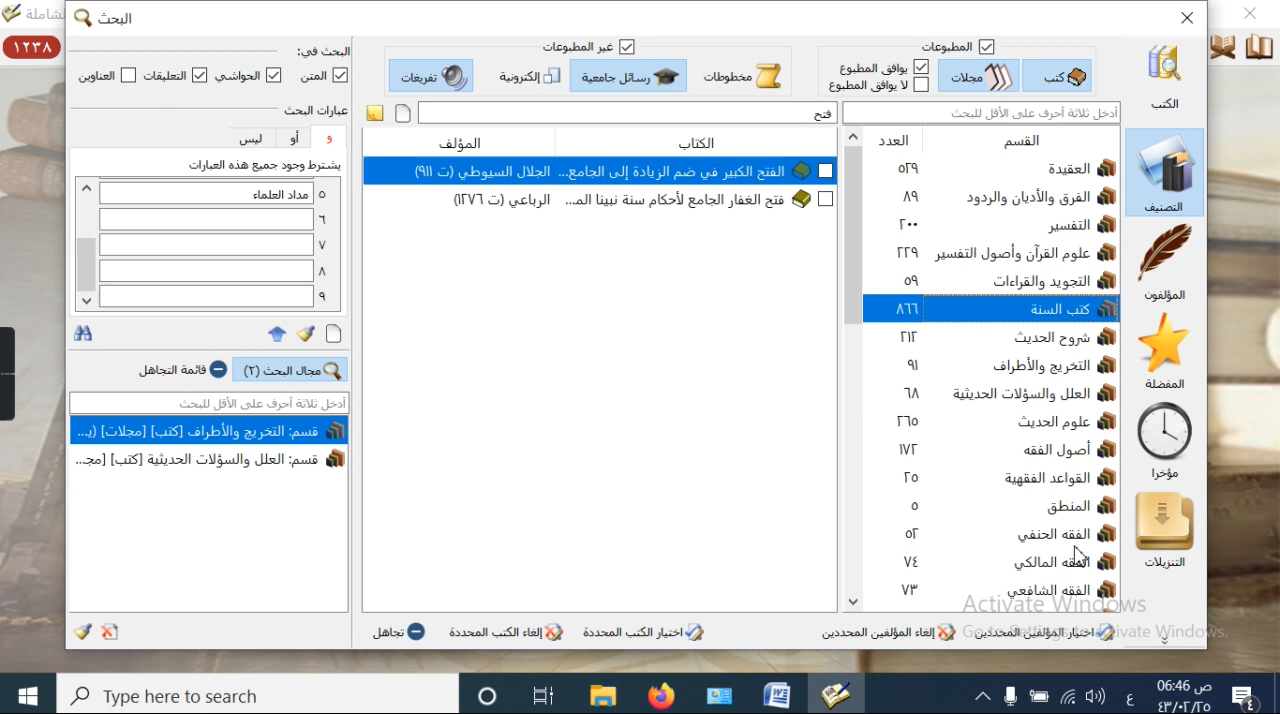 البحث
الشاملة
١٢٣٨
المطبوعات
كتب
مجلات
يوافق المطبوع
لا يوافق المطبوع
غير المطبوعات
مخطوطات
رسائل جامعية
إلكترونية
تفريغات
البحث في:
المتن
الحواشي
التعليقات
العناوين
عبارات البحث
و
أو
ليس
يشترط وجود جميع هذه العبارات
٥ مداد العلماء
٦
٧
٨
٩
مجال البحث (٢)
قائمة التجاهل
أدخل ثلاثة أحرف على الأقل للبحث
قسم: التخريج والأطراف [كتب] [مجلات] (ي...
قسم: العلل والسؤلات الحديثية [كتب] [مج...
الكتب
التصنيف
المؤلفون
المفضلة
مؤخرا
التنزيلات
أدخل ثلاثة أحرف على الأقل للبحث
القسم العدد
العقيدة ٥٢٩
الفرق والأديان والردود ٨٩
التفسير ٢٠٠
علوم القرآن وأصول التفسير ٢٢٩
التجويد والقراءات ٥٩
كتب السنة ٨٦٦
شروح الحديث ٢١٢
التخريج والأطراف ٩١
العلل والسؤلات الحديثية ٦٨
علوم الحديث ٢٦٥
أصول الفقه ١٧٢
القواعد الفقهية ٢٥
المنطق ٥
الفقه الحنفي ٥٢
الفقه المالكي ٧٤
الفقه الشافعي ٧٣
فتح
الكتاب المؤلف
الفتح الكبير في ضم الزيادة إلى الجامع... الجلال السيوطي (ت ٩١١)
فتح الغفار الجامع لأحكام سنة نبينا الم... الرباعي (ت ١٢٧٦)
اختيار المؤلفين المحددين
إلغاء المؤلفين المحددين
اختيار الكتب المحددة
إلغاء الكتب المحددة
تجاهل
Activate Windows
Go to Settings to activate Windows.
Type here to search
ع
06:46 ص
٤٣/٠٢/٢٥
٤